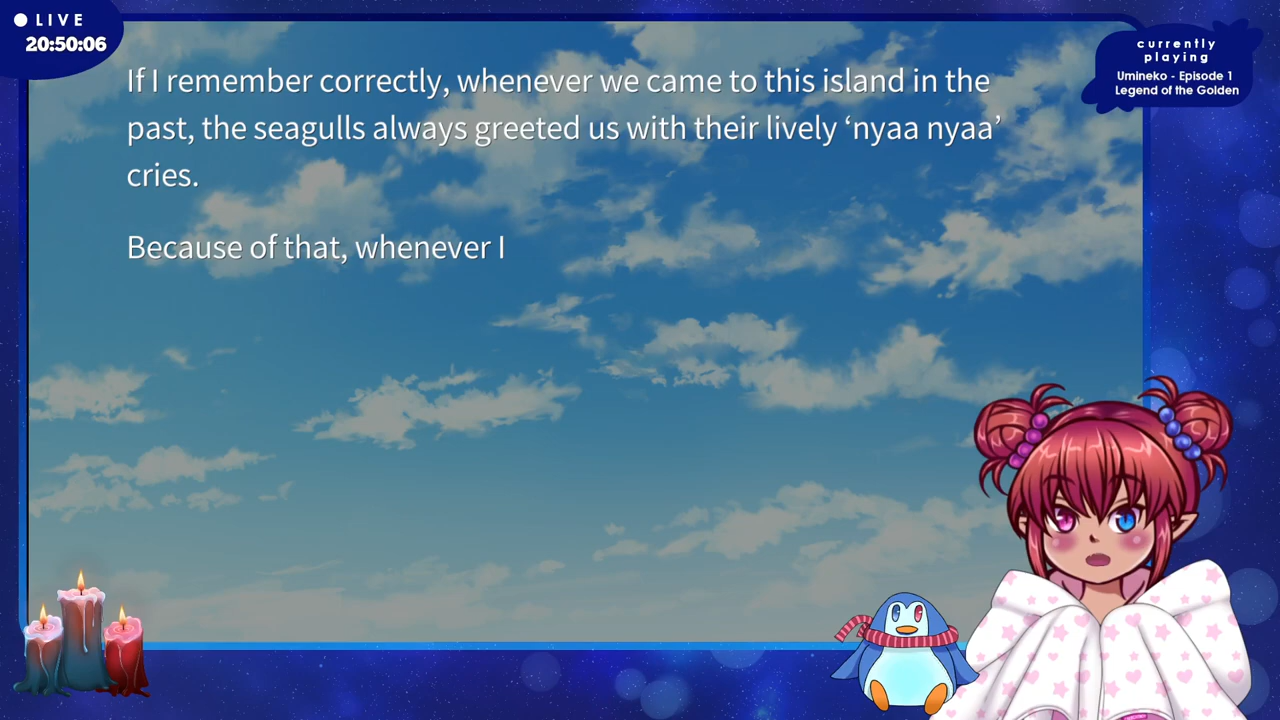 LIVE
20:50:06
currently
playing
Umineko - Episode 1
Legend of the Golden
If I remember correctly, whenever we came to this island in the
past, the seagulls always greeted us with their lively ‘nyaa nyaa’
cries.
Because of that, whenever I